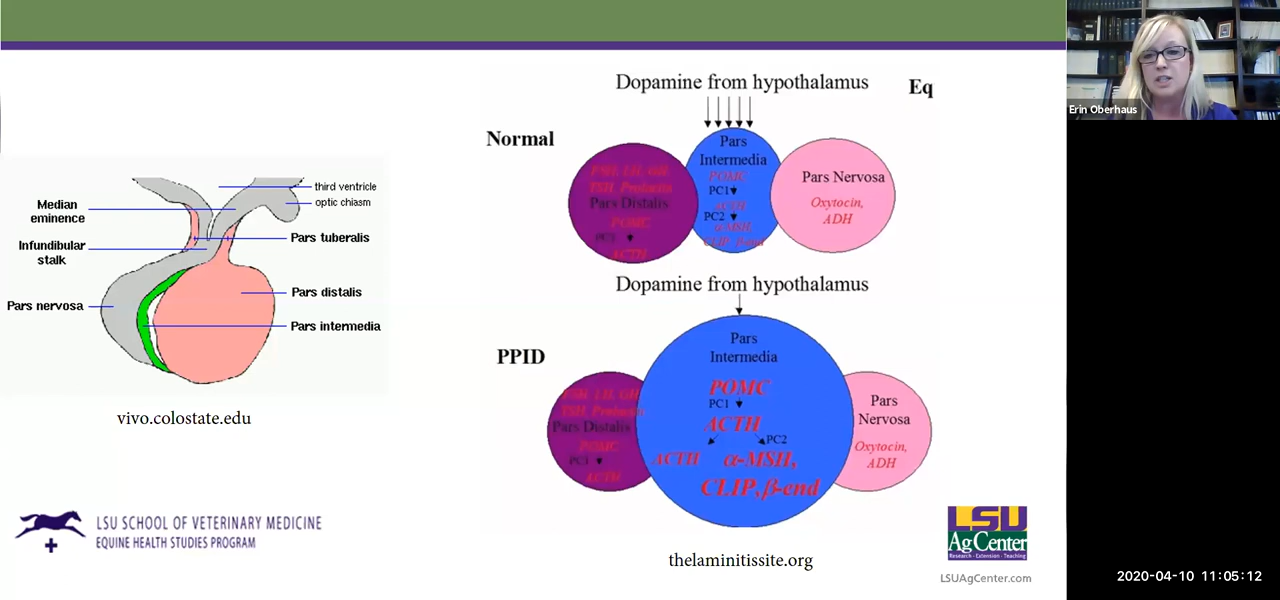 third ventricle
optic chiasm
Median
eminence
Pars tuberalis
Infundibular
stalk
Pars distalis
Pars nervosa
Pars intermedia
vivo.colostate.edu
LSU SCHOOL OF VETERINARY MEDICINE
EQUINE HEALTH STUDIES PROGRAM
Dopamine from hypothalamus
Eq
Normal
FSH, LH, GH,
TSH, Prolactin
Pars Distalis
POMC
PC1
ACTH
Pars
Intermedia
POMC
PC1
ACTH
PC2
α-MSH,
CLIP, β-end
Pars Nervosa
Oxytocin,
ADH
Dopamine from hypothalamus
PPID
FSH, LH, GH
TSH, Prolactin
Pars Distalis
POMC
PC1
ACTH
Pars
Intermedia
POMC
PC1
ACTH
PC2
ACTH
α-MSH,
CLIP, β-end
Pars
Nervosa
Oxytocin,
ADH
thelaminitissite.org
LSU
AgCenter
Research · Extension · Teaching
LSUAgCenter.com
Erin Oberhaus
2020-04-10 11:05:12